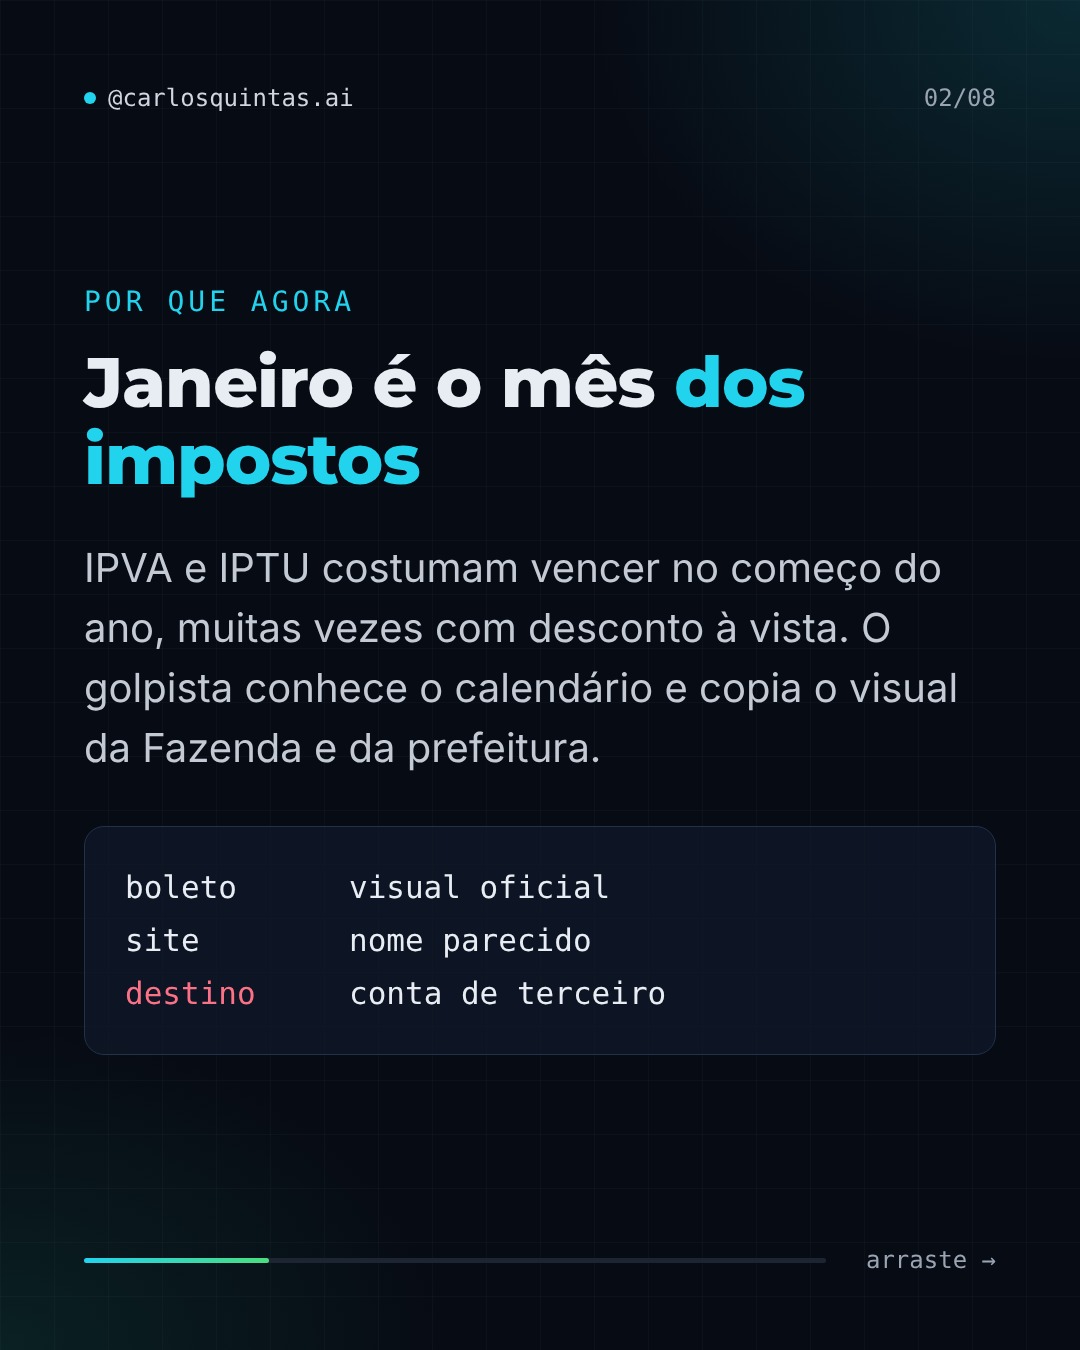 @carlosquintas.ai
02/08
POR QUE AGORA
Janeiro é o mês dos
impostos
IPVA e IPTU costumam vencer no começo do
ano, muitas vezes com desconto à vista. O
golpista conhece o calendário e copia o visual
da Fazenda e da prefeitura.
boleto visual oficial
site nome parecido
destino conta de terceiro
arraste →